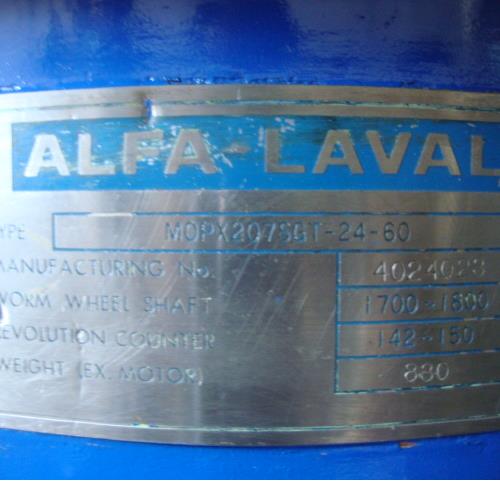 ALFA-LAVAL
YPE MOPX207SGT-24-60
MANUFACTURING No. 4024023
WORM WHEEL SHAFT 1700~1800
REVOLUTION COUNTER 142~150
WEIGHT (EX. MOTOR) 880